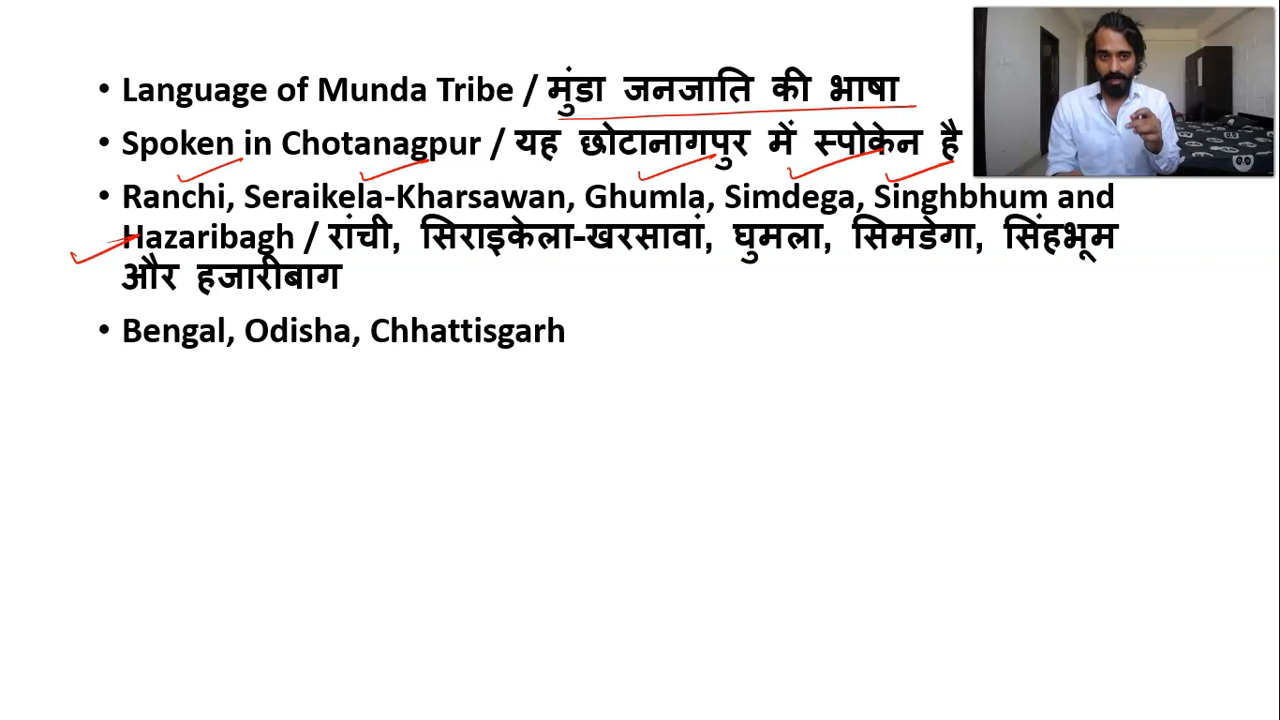 • Language of Munda Tribe / मुंडा जनजाति की भाषा
• Spoken in Chotanagpur / यह छोटानागपुर में स्पोकेन है
• Ranchi, Seraikela-Kharsawan, Ghumla, Simdega, Singhbhum and
Hazaribagh / रांची, सिराइकेला-खरसावां, घुमला, सिमडेगा, सिंहभूम
और हजारीबाग
• Bengal, Odisha, Chhattisgarh